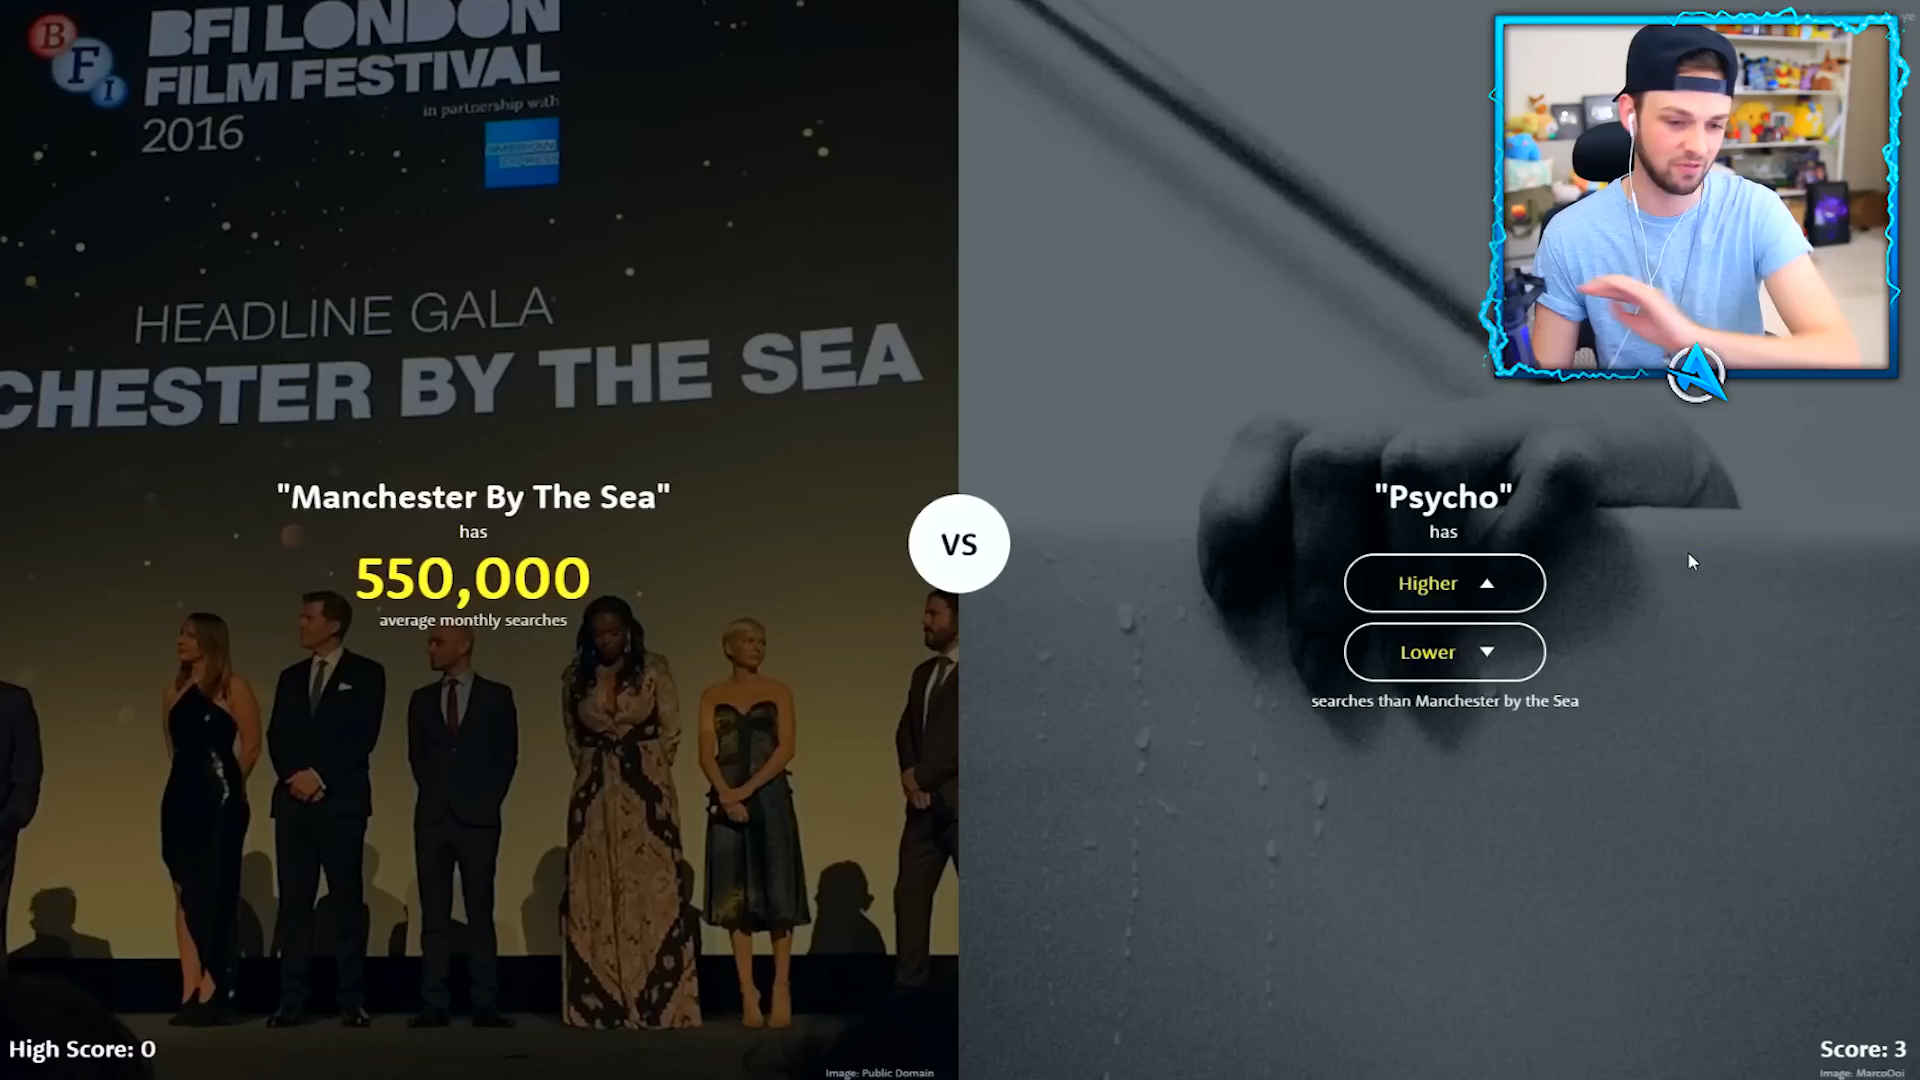 B
F
I
BFI LONDON
FILM FESTIVAL
2016
in partnership with
AMERICAN
EXPRESS
HEADLINE GALA
CHESTER BY THE SEA
"Manchester By The Sea"
has
550,000
average monthly searches
VS
"Psycho"
has
Higher
Lower
searches than Manchester by the Sea
High Score: 0
Image: Public Domain
Score: 3
Image: MarcoOoi